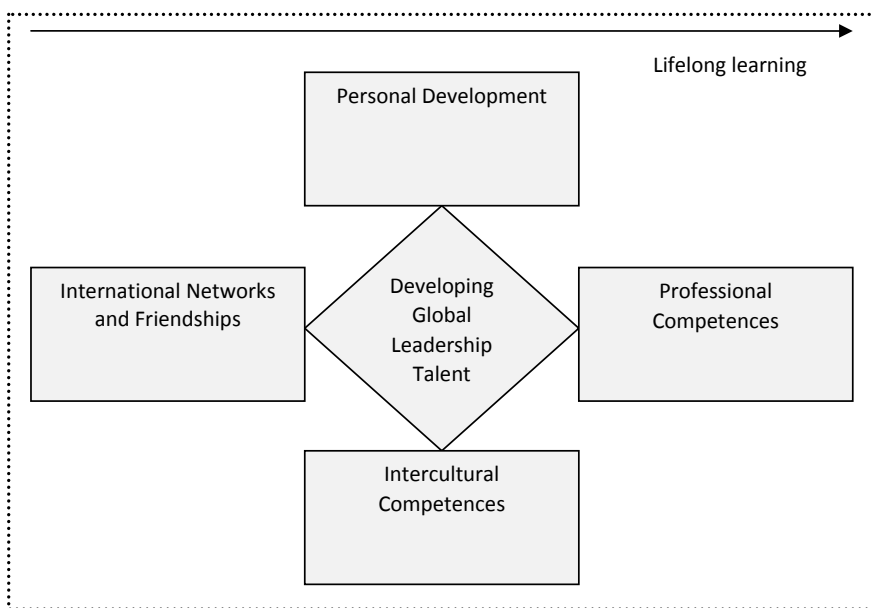 Lifelong learning
Personal Development
International Networks
and Friendships
Developing
Global
Leadership
Talent
Professional
Competences
Intercultural
Competences